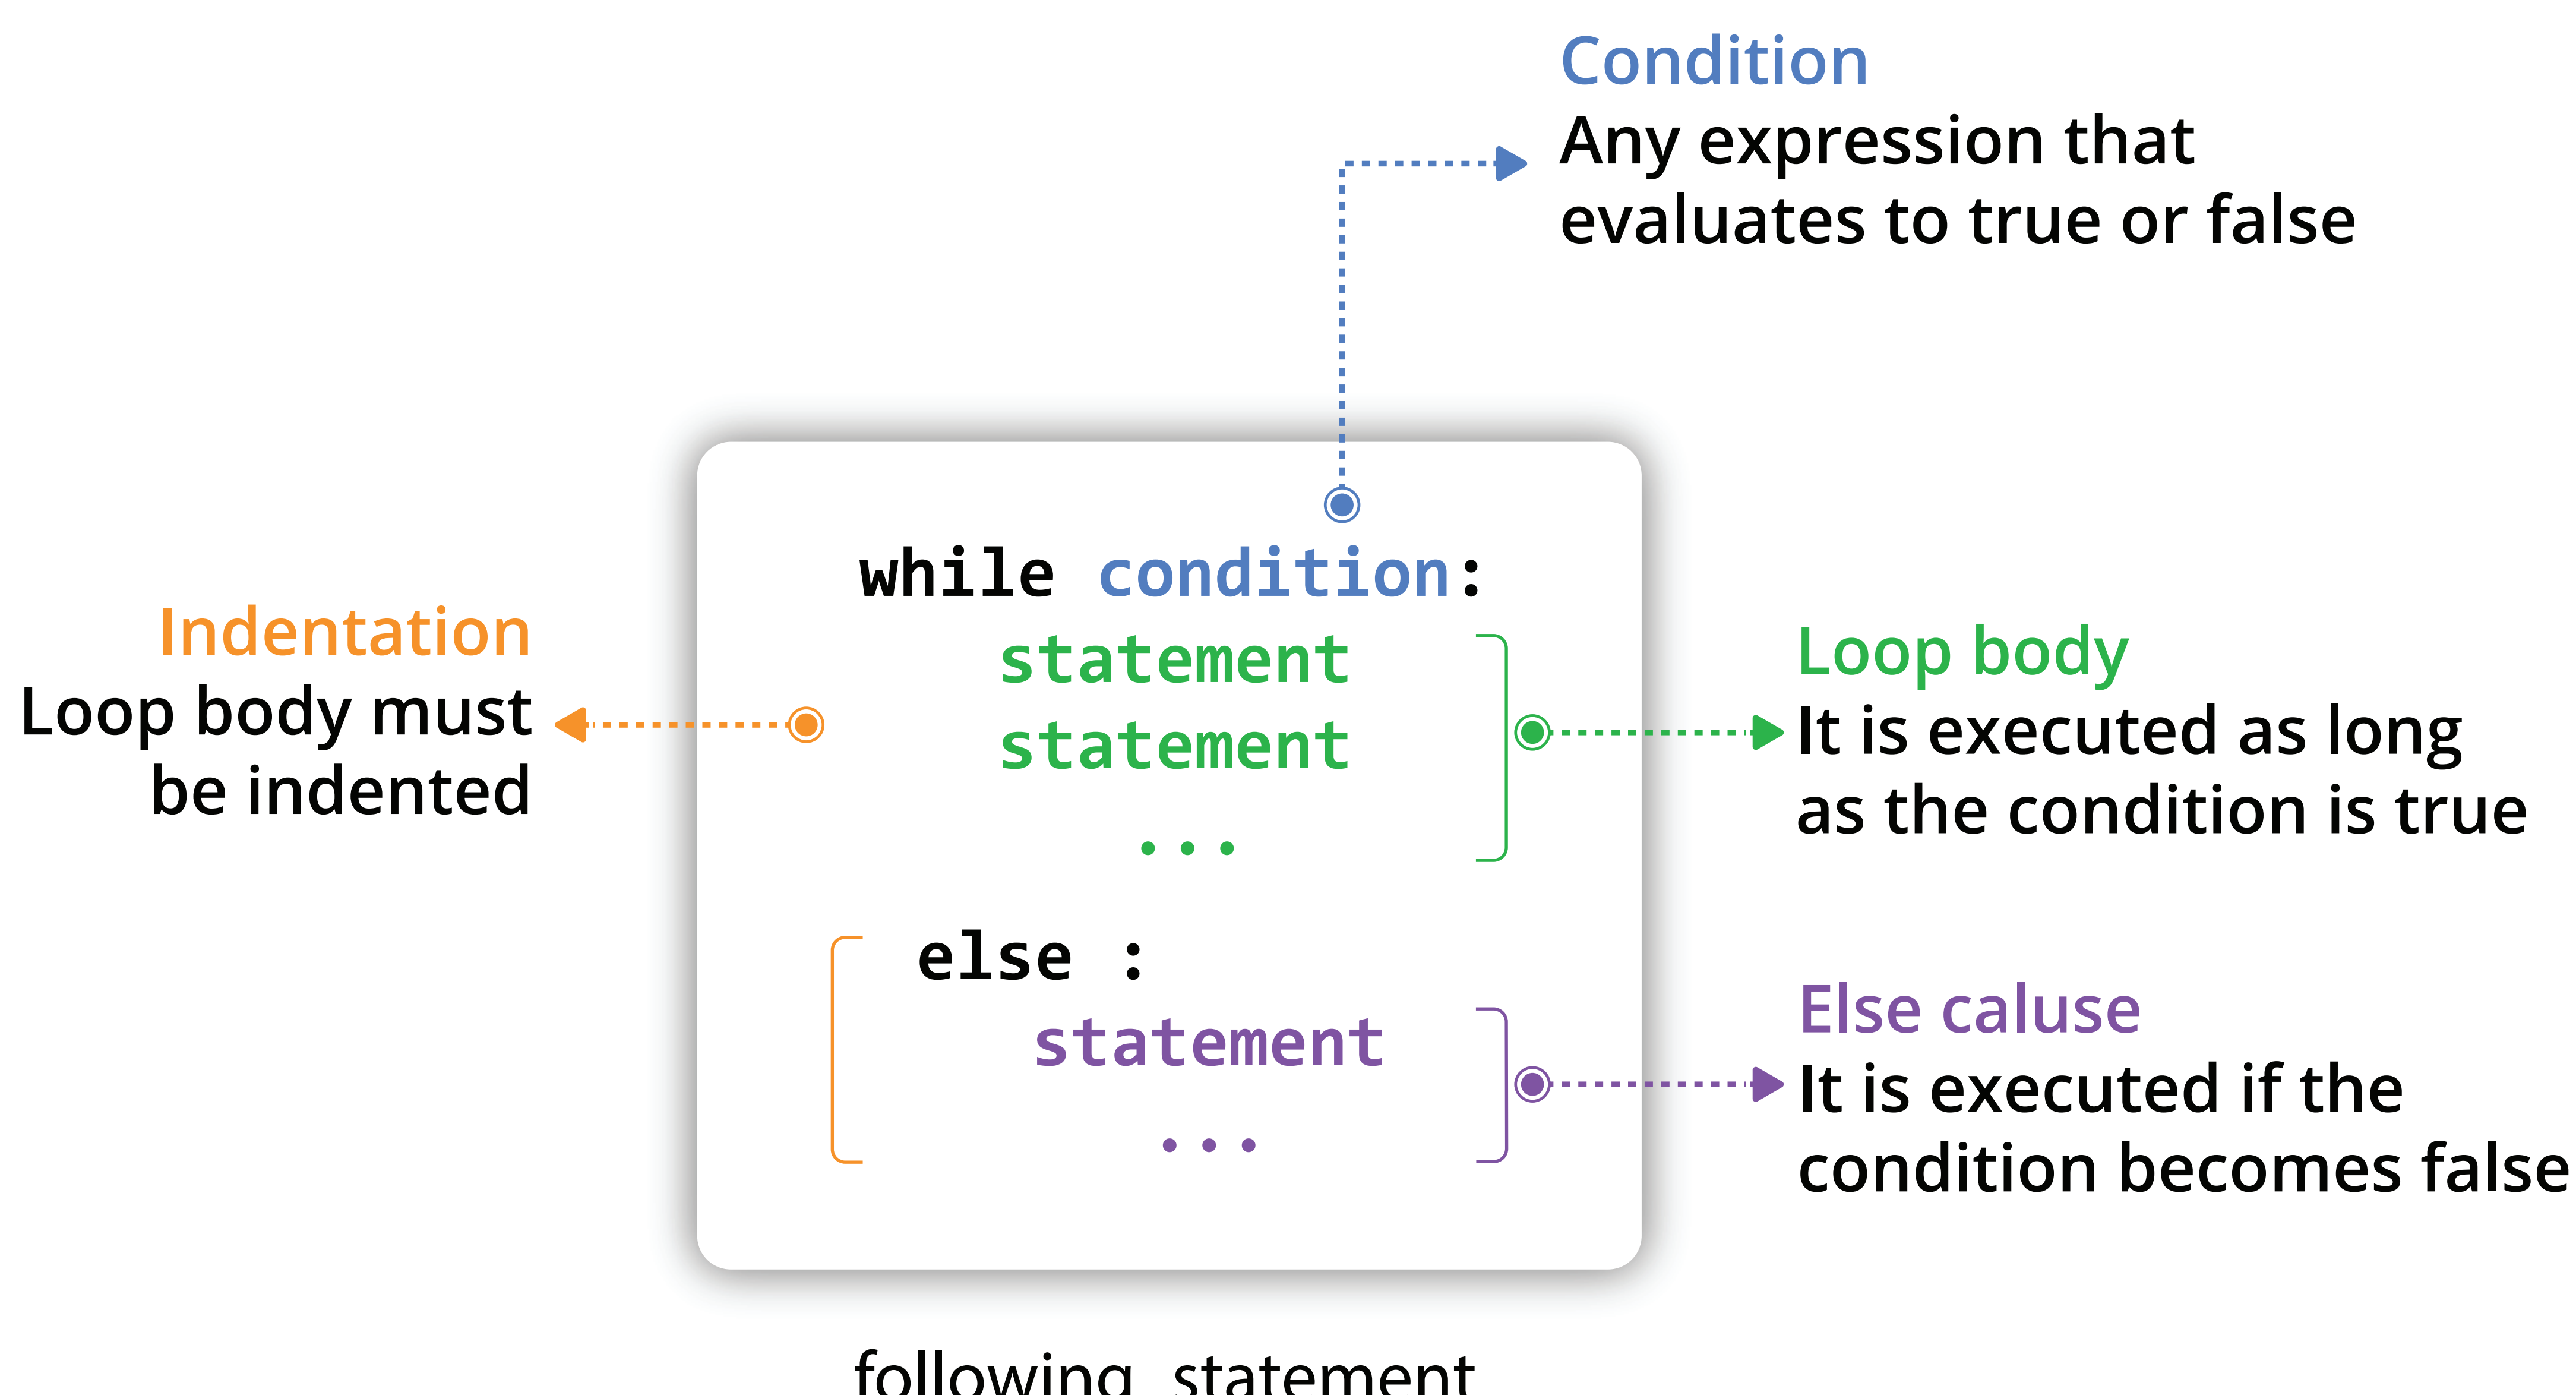 Condition
Any expression that
evaluates to true or false
while condition:
statement
statement
...
else :
statement
...
Indentation
Loop body must
be indented
Loop body
It is executed as long
as the condition is true
Else caluse
It is executed if the
condition becomes false
following_statement